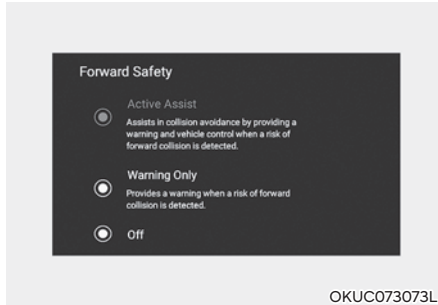 Forward Safety
Active Assist
Assists in collision avoidance by providing a
warning and vehicle control when a risk of
forward collision is detected.
Warning Only
Provides a warning when a risk of forward
collision is detected.
Off
OKUC073073L